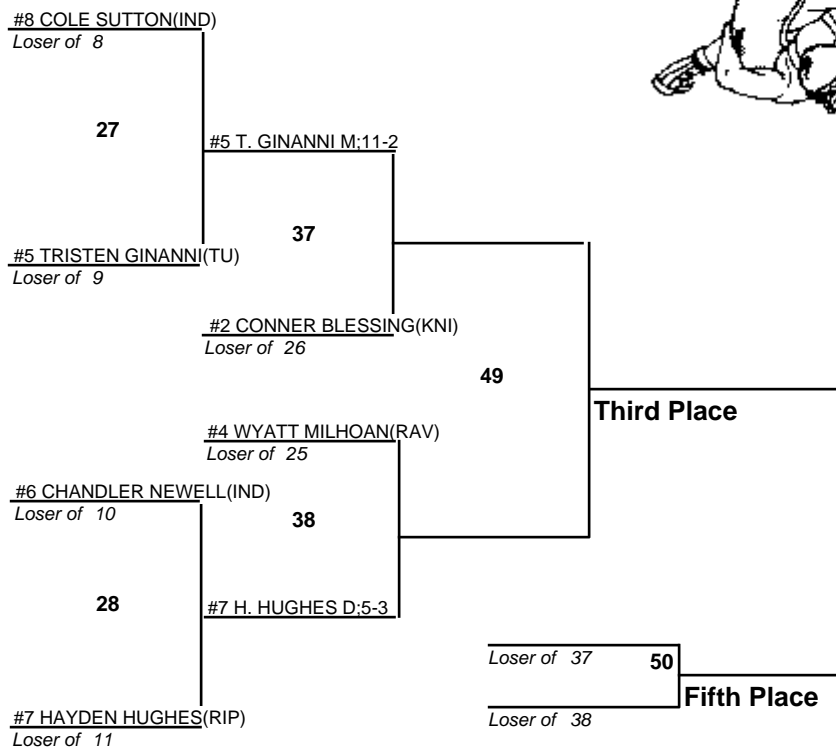 #8 COLE SUTTON(IND)
Loser of 8
27
#5 T. GINANNI M;11-2
37
#5 TRISTEN GINANNI(TU)
Loser of 9
#2 CONNER BLESSING(KNI)
Loser of 26
49
Third Place
#4 WYATT MILHOAN(RAV)
Loser of 25
#6 CHANDLER NEWELL(IND)
Loser of 10
38
28
#7 H. HUGHES D;5-3
Loser of 37
50
Fifth Place
#7 HAYDEN HUGHES(RIP)
Loser of 38
Loser of 11